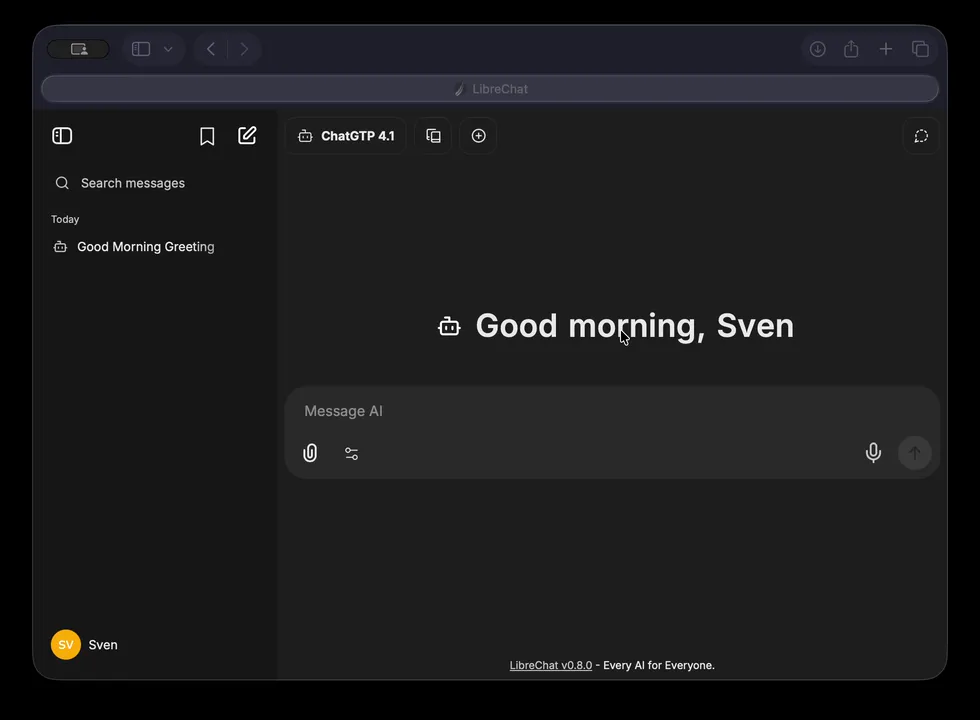 LibreChat
ChatGTP 4.1
Search messages
Today
Good Morning Greeting
Good morning, Sven
Message AI
SV Sven
LibreChat v0.8.0 - Every AI for Everyone.